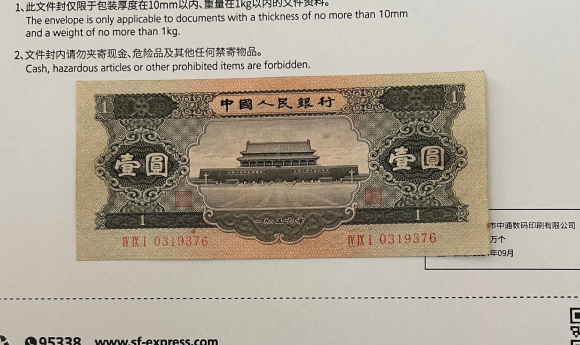 1、此文件封仅限于包装厚度在10mm以内、重量在1kg以内的文件资料。
The envelope is only applicable to documents with a thickness of no more than 10mm
and a weight of no more than 1kg.
2、文件封内请勿夹寄现金、危险品及其他任何禁寄物品。
Cash, hazardous articles or other prohibited items are forbidden.
1 中國人民銀行 1
壹圓 壹圓
1 一九五六年 1
IV IX I 0319376 IV IX I 0319376
市中通数码印刷有限公司
万个
年09月
95338 www.sf-express.com